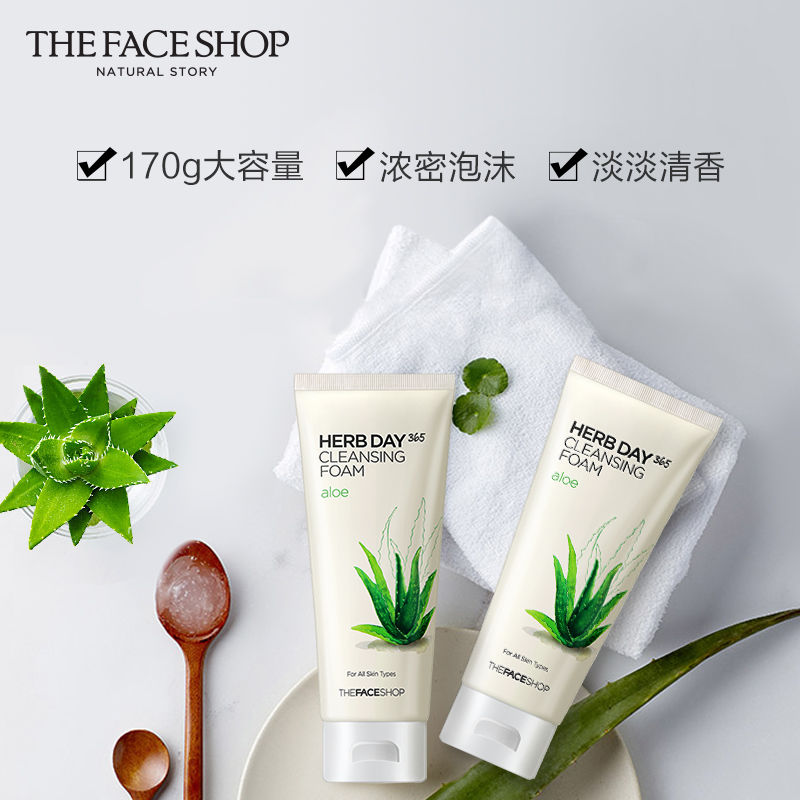 THE FACE SHOP
NATURAL STORY
170g大容量 浓密泡沫 淡淡清香
HERB DAY 365
CLEANSING
FOAM
aloe
For All Skin Types
THEFACESHOP
HERB DAY 365
CLEANSING
FOAM
aloe
For All Skin Types
THEFACESHOP